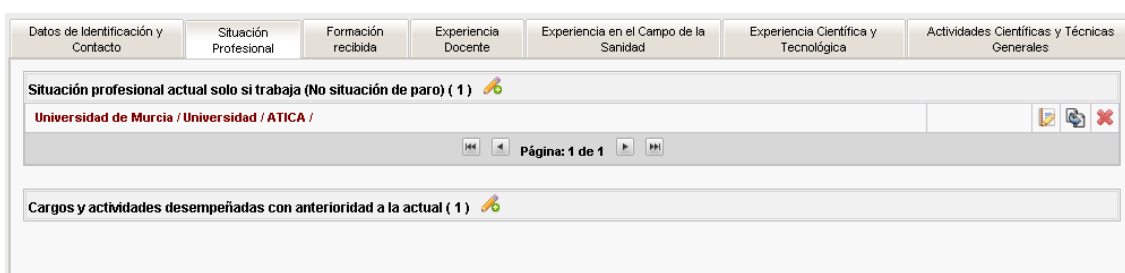 Datos de Identificación y
Contacto
Situación
Profesional
Formación
recibida
Experiencia
Docente
Experiencia en el Campo de la
Sanidad
Experiencia Científica y
Tecnológica
Actividades Científicas y Técnicas
Generales
Situación profesional actual solo si trabaja (No situación de paro) ( 1 )
Universidad de Murcia / Universidad / ATICA /
Página: 1 de 1
Cargos y actividades desempeñadas con anterioridad a la actual ( 1 )